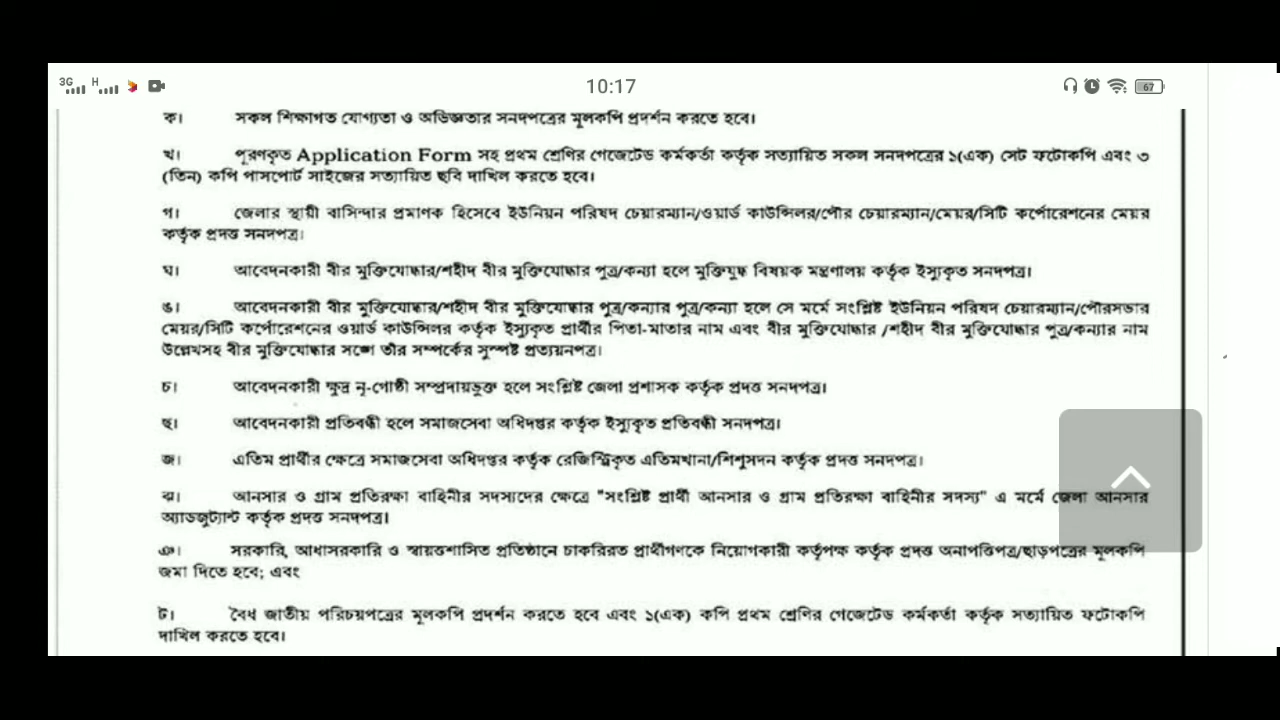 3G H 10:17 67
ক। সকল শিক্ষাগত যোগ্যতা ও অভিজ্ঞতার সনদপত্রের মূলকপি প্রদর্শন করতে হবে।
খ। পূরণকৃত Application Form সহ প্রথম শ্রেণির গেজেটেড কর্মকর্তা কর্তৃক সত্যায়িত সকল সনদপত্রের ১(এক) সেট ফটোকপি এবং ৩
(তিন) কপি পাসপোর্ট সাইজের সত্যায়িত ছবি দাখিল করতে হবে।
গ। জেলার স্থায়ী বাসিন্দার প্রমাণক হিসেবে ইউনিয়ন পরিষদ চেয়ারম্যান/ওয়ার্ড কাউন্সিলর/পৌর চেয়ারম্যান/মেয়র/সিটি কর্পোরেশনের মেয়র
কর্তৃক প্রদত্ত সনদপত্র।
ঘ। আবেদনকারী বীর মুক্তিযোদ্ধার/শহীদ বীর মুক্তিযোদ্ধার পুত্র/কন্যা হলে মুক্তিযুদ্ধ বিষয়ক মন্ত্রণালয় কর্তৃক ইস্যুকৃত সনদপত্র।
ঙ। আবেদনকারী বীর মুক্তিযোদ্ধার/শহীদ বীর মুক্তিযোদ্ধার পুত্র/কন্যার পুত্র/কন্যা হলে সে মর্মে সংশ্লিষ্ট ইউনিয়ন পরিষদ চেয়ারম্যান/পৌরসভার
মেয়র/সিটি কর্পোরেশনের ওয়ার্ড কাউন্সিলর কর্তৃক ইস্যুকৃত প্রার্থীর পিতা-মাতার নাম এবং বীর মুক্তিযোদ্ধার /শহীদ বীর মুক্তিযোদ্ধার পুত্র/কন্যার নাম
উল্লেখসহ বীর মুক্তিযোদ্ধার সঙ্গে তাঁর সম্পর্কের সুস্পষ্ট প্রত্যয়নপত্র।
চ। আবেদনকারী ক্ষুদ্র নৃ-গোষ্ঠী সম্প্রদায়ভুক্ত হলে সংশ্লিষ্ট জেলা প্রশাসক কর্তৃক প্রদত্ত সনদপত্র।
ছ। আবেদনকারী প্রতিবন্ধী হলে সমাজসেবা অধিদপ্তর কর্তৃক ইস্যুকৃত প্রতিবন্ধী সনদপত্র।
জ। এতিম প্রার্থীর ক্ষেত্রে সমাজসেবা অধিদপ্তর কর্তৃক রেজিস্ট্রিকৃত এতিমখানা/শিশুসদন কর্তৃক প্রদত্ত সনদপত্র।
ঝ। আনসার ও গ্রাম প্রতিরক্ষা বাহিনীর সদস্যদের ক্ষেত্রে "সংশ্লিষ্ট প্রার্থী আনসার ও গ্রাম প্রতিরক্ষা বাহিনীর সদস্য" এ মর্মে জেলা আনসার
অ্যাডজুট্যান্ট কর্তৃক প্রদত্ত সনদপত্র।
ঞ। সরকারি, আধাসরকারি ও স্বায়ত্তশাসিত প্রতিষ্ঠানে চাকরিরত প্রার্থীগণকে নিয়োগকারী কর্তৃপক্ষ কর্তৃক প্রদত্ত অনাপত্তিপত্র/ছাড়পত্রের মূলকপি
জমা দিতে হবে; এবং
ট। বৈধ জাতীয় পরিচয়পত্রের মূলকপি প্রদর্শন করতে হবে এবং ১(এক) কপি প্রথম শ্রেণির গেজেটেড কর্মকর্তা কর্তৃক সত্যায়িত ফটোকপি
দাখিল করতে হবে।